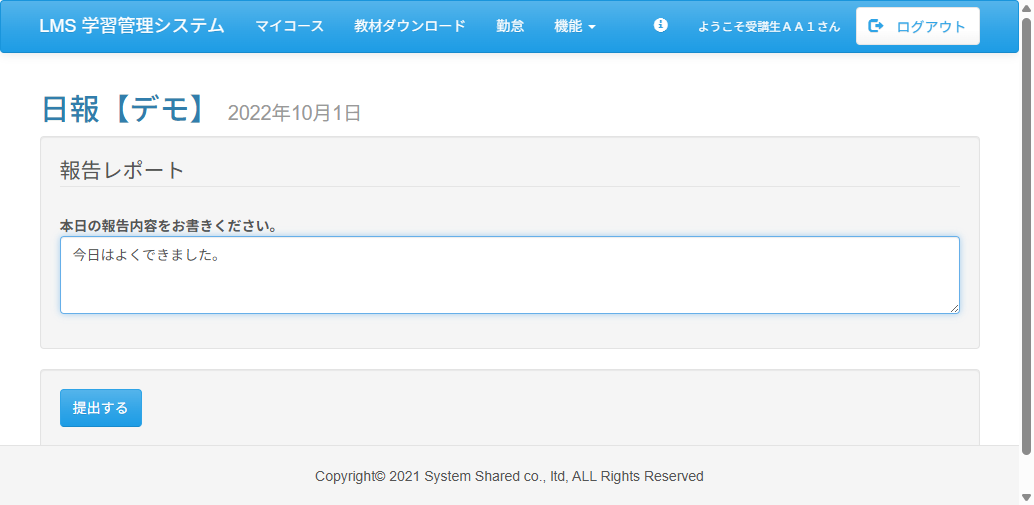 LMS 学習管理システム マイコース 教材ダウンロード 勤怠 機能 ようこそ受講生ＡＡ１さん ログアウト
日報【デモ】 2022年10月1日
報告レポート
本日の報告内容をお書きください。
今日はよくできました。
提出する
Copyright© 2021 System Shared co., ltd, ALL Rights Reserved